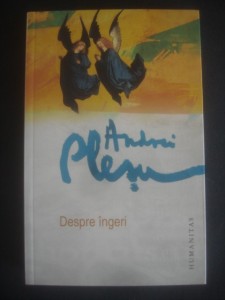 Andrei
Pleșu
Despre îngeri
HUMANITAS